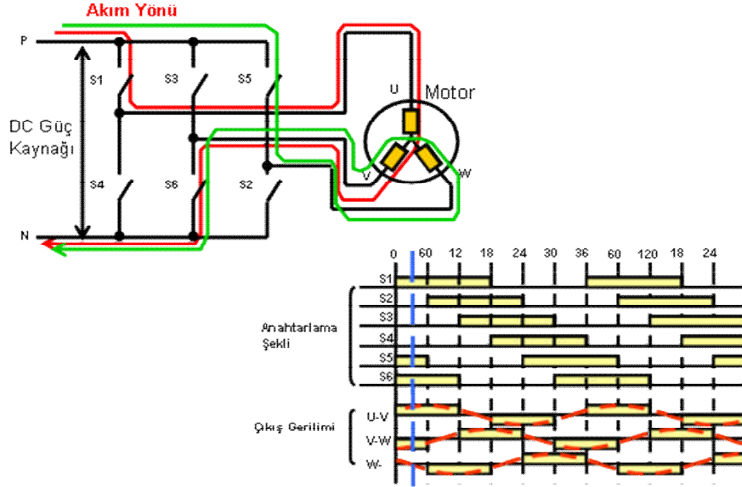 Akım Yönü
P
S1
S3
S5
U
Motor
DC Güç
Kaynağı
V
W
S4
S6
S2
N
0 60 12 18 24 30 36 60 120 18 24
S1
S2
S3
S4
S5
S6
Anahtarlama
Şekli
U-V
V-W
W-
Çıkış Gerilimi